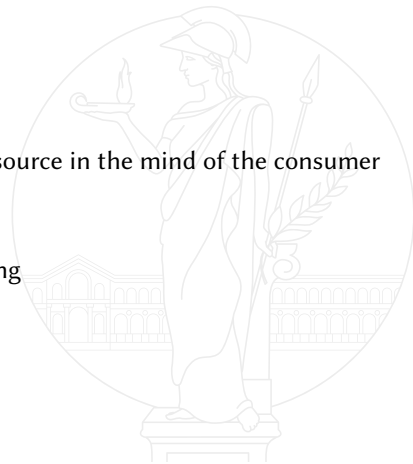 source in the mind of the consumer
ng